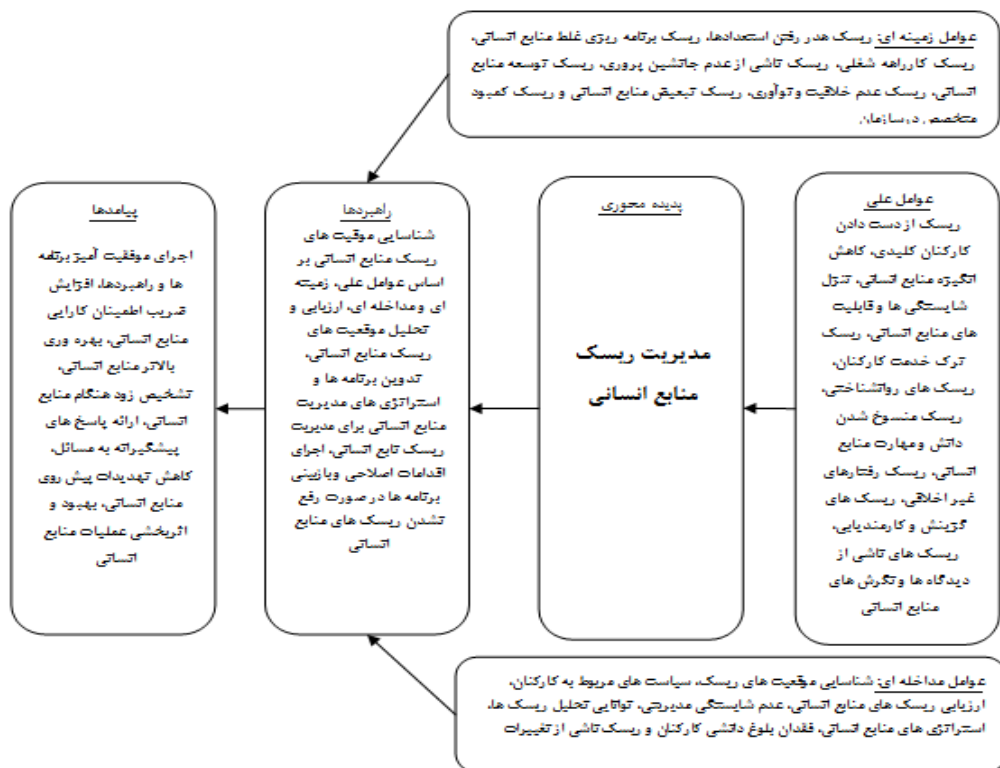 عوامل زمینه ای: ریسک هدر رفتن استعدادها، ریسک برنامه ریزی غلط منابع انسانی،
ریسک کارراهه شغلی، ریسک ناشی از عدم جانشین پروری، ریسک توسعه منابع
انسانی، ریسک عدم خلاقیت و نوآوری، ریسک تبعیض منابع انسانی و ریسک کمبود
متخصص در سازمان
عوامل علی
ریسک از دست دادن
کارکنان کلیدی، کاهش
انگیزه منابع انسانی، تنزل
شایستگی ها و قابلیت
های منابع انسانی، ریسک
ترک خدمت کارکنان،
ریسک های روانشناختی،
ریسک منسوخ شدن
دانش ومهارت منابع
انسانی، ریسک رفتارهای
غیر اخلاقی، ریسک های
گزینش و کارمندیابی،
ریسک های ناشی از
دیدگاه ها و نگرش های
منابع انسانی
پدیده محوری
مدیریت ریسک
منابع انسانی
راهبردها
شناسایی موقیت های
ریسک منابع انسانی بر
اساس عوامل علی، زمینه
ای و مداخله ای، ارزیابی و
تحلیل موقعیت های
ریسک منابع انسانی،
تدوین برنامه ها و
استراتژی های مدیریت
منابع انسانی برای مدیریت
ریسک نابع انسانی، اجرای
اقدامات اصلاحی وبازبینی
برنامه ها در صورت رفع
نشدن ریسک های منابع
انسانی
پیامدها
اجرای موفقیت آمیز برنامه
ها و راهبردها، افزایش
ضریب اطمینان کارایی
منابع انسانی، بهره وری
بالاتر منابع انسانی،
تشخیص زود هنگام منابع
انسانی، ارائه پاسخ های
پیشگیرانه به مسائل،
کاهش تهدیدات پیش روی
منابع انسانی، بهبود و
اثربخشی عملیات منابع
انسانی
عوامل مداخله ای: شناسایی موقعیت های ریسک، سیاست های مربوط به کارکنان،
ارزیابی ریسک های منابع انسانی، عدم شایستگی مدیریتی، توانایی تحلیل ریسک ها،
استراتژی های منابع انسانی، فقدان بلوغ دانشی کارکنان و ریسک ناشی از تغییرات